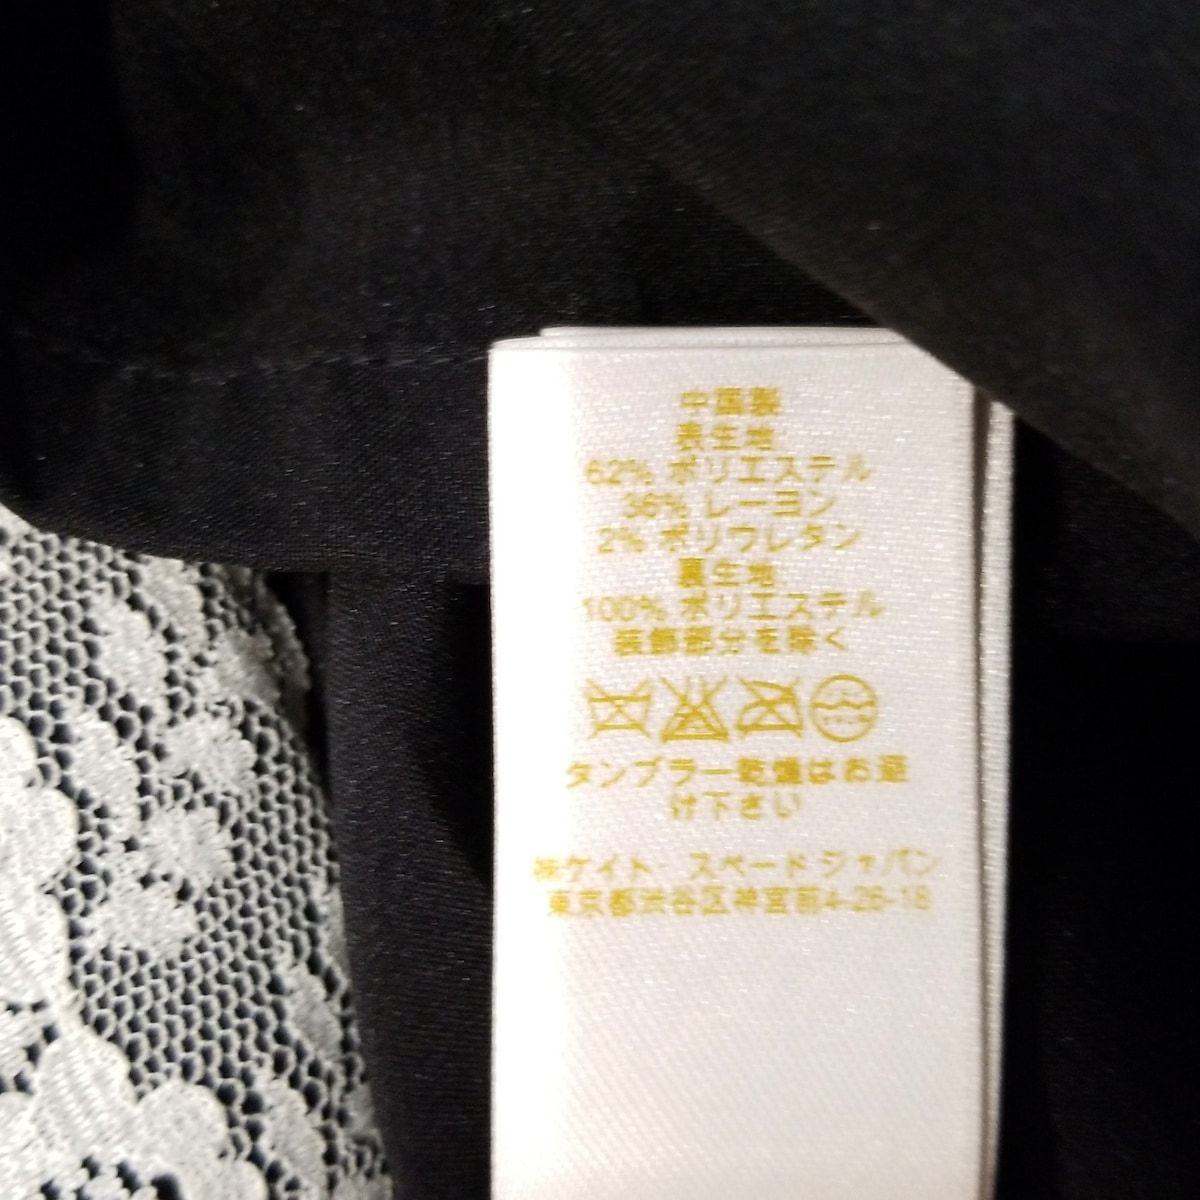 中国製
表生地
62% ポリエステル
36% レーヨン
2% ポリウレタン
裏生地
100% ポリエステル
装飾部分を除く
タンブラー乾燥はお避
け下さい
㈱ケイト・スペード ジャパン
東京都渋谷区神宮前4-26-18